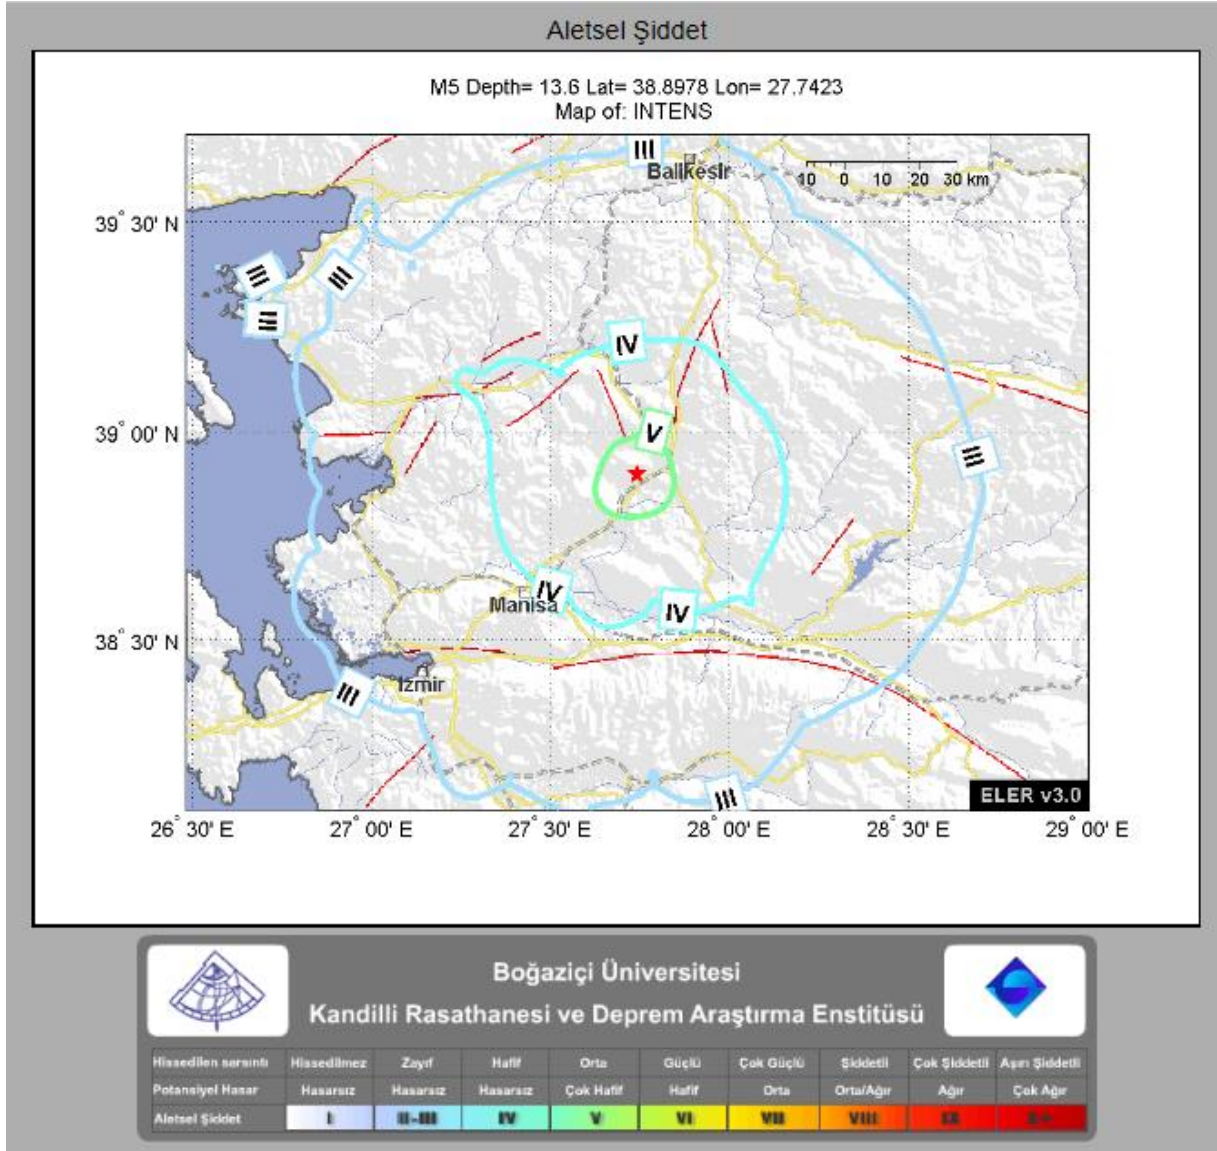 Aletsel Şiddet
M5 Depth= 13.6 Lat= 38.8978 Lon= 27.7423
Map of: INTENS
III
Balikesir
10 0 10 20 30 km
39° 30' N
III
III
III
IV
V
39° 00' N
III
IV
Manisa
IV
38° 30' N
Izmir
III
III
ELER v3.0
26° 30' E 27° 00' E 27° 30' E 28° 00' E 28° 30' E 29° 00' E
Boğaziçi Üniversitesi
Kandilli Rasathanesi ve Deprem Araştırma Enstitüsü
Hissedilen sarsıntı Hissedilmez Zayıf Hafif Orta Güçlü Çok Güçlü Şiddetli Çok Şiddetli Aşırı Şiddetli
Potansiyel Hasar Hasarsız Hasarsız Hasarsız Çok Hafif Hafif Orta Orta/Ağır Ağır Çok Ağır
Aletsel Şiddet I II-III IV V VI VII VIII IX X+